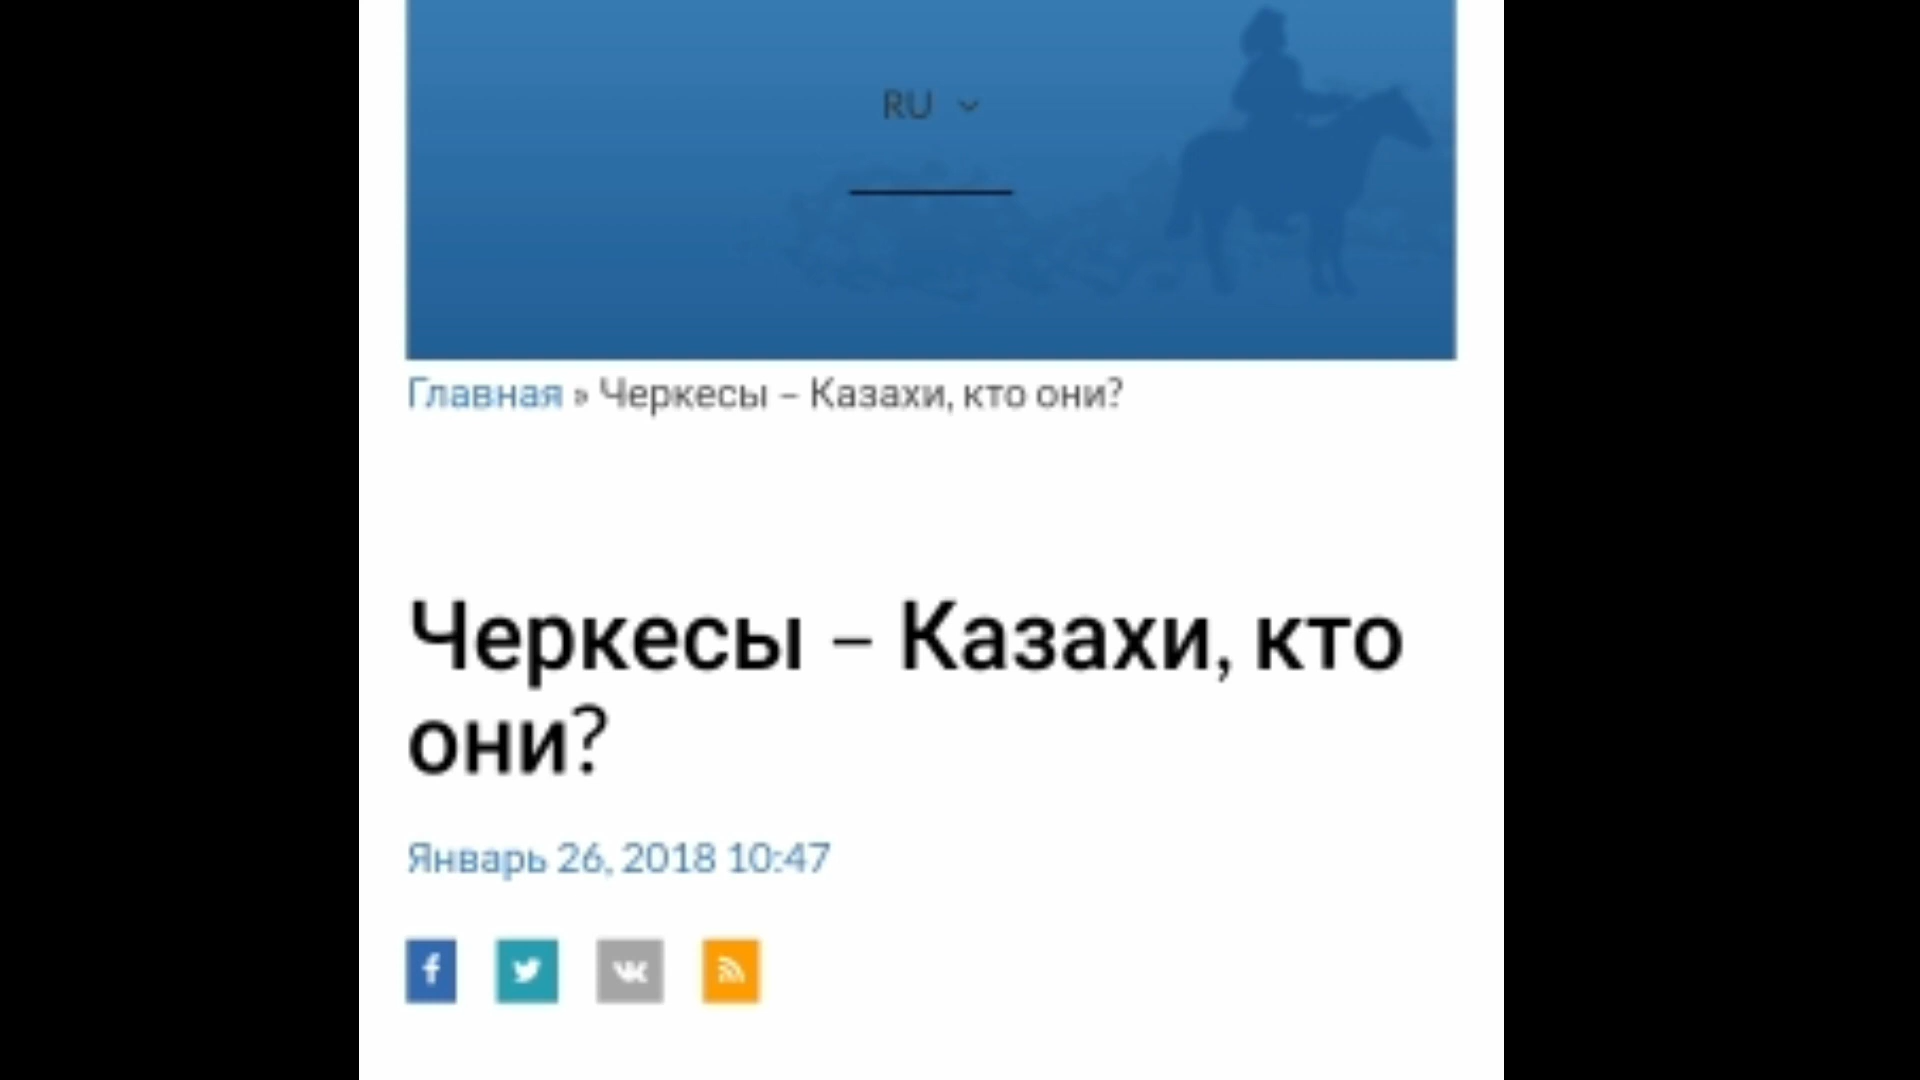 RU
Главная » Черкесы – Казахи, кто они?
Черкесы – Казахи, кто
они?
Январь 26, 2018 10:47